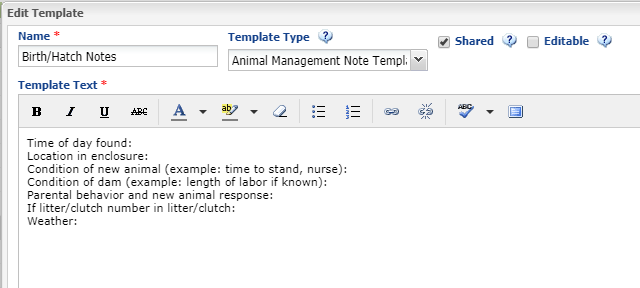 Edit Template
Name *
Template Type
Shared
Editable
Birth/Hatch Notes
Animal Management Note Templa
Template Text *
B I U ABC A ab ABC
Time of day found:
Location in enclosure:
Condition of new animal (example: time to stand, nurse):
Condition of dam (example: length of labor if known):
Parental behavior and new animal response:
If litter/clutch number in litter/clutch:
Weather: